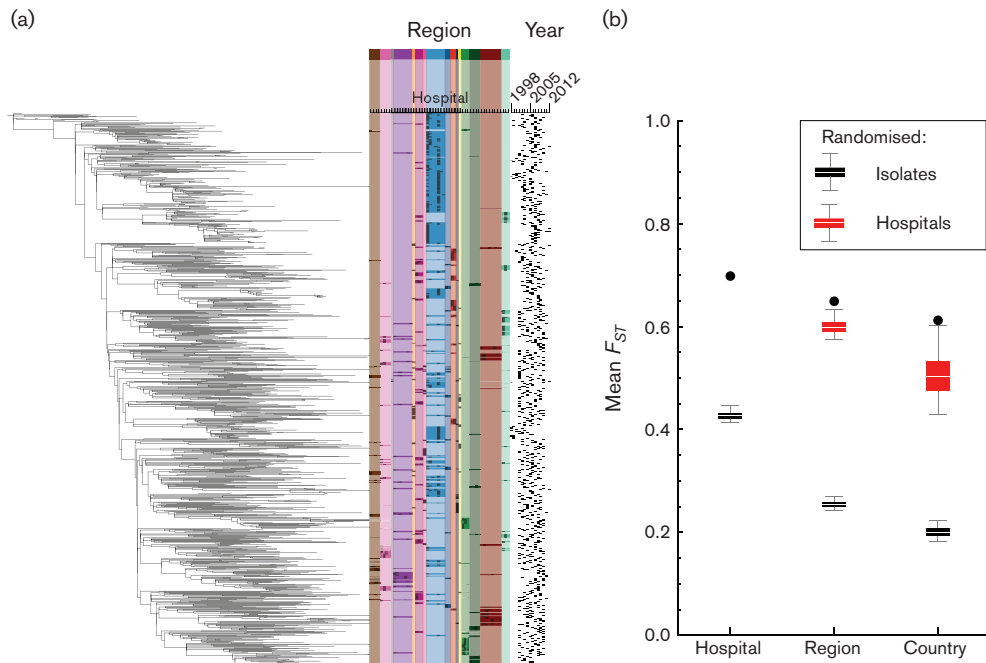 (a)
Region
Year
Hospital
1998
2005
2012
(b)
Mean F_ST
1.0
0.8
0.6
0.4
0.2
0.0
Randomised:
Isolates
Hospitals
Hospital
Region
Country